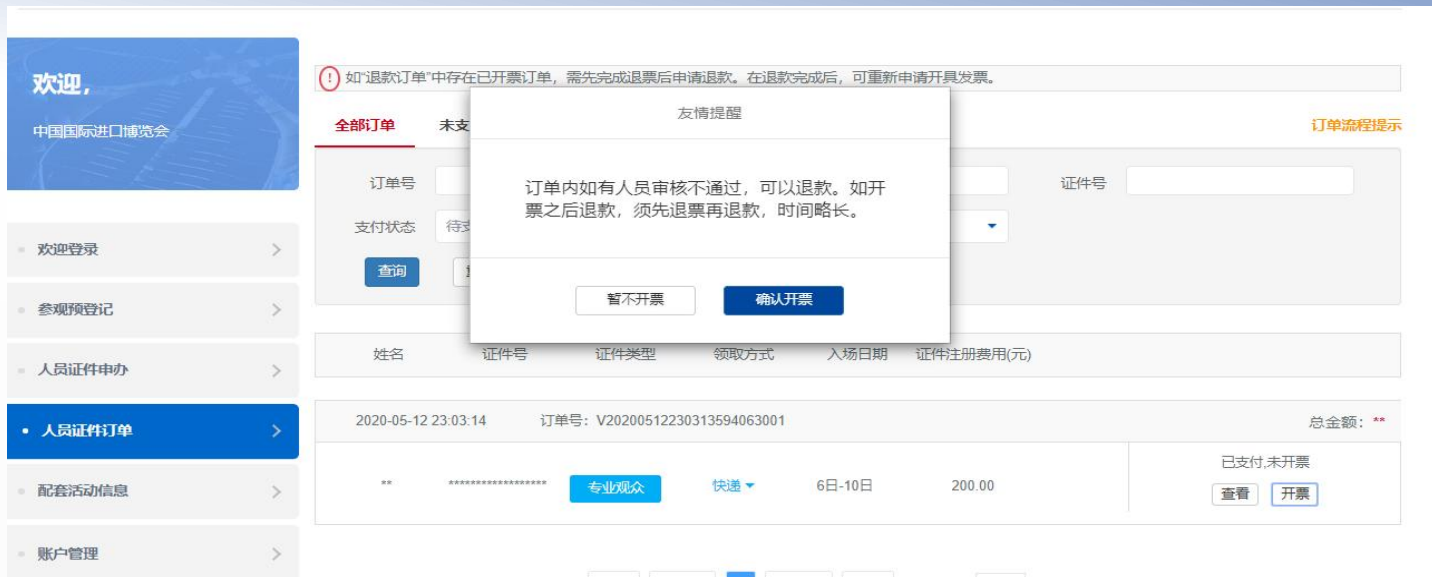 欢迎,
中国国际进口博览会
欢迎登录
参观预登记
人员证件申办
人员证件订单
配套活动信息
账户管理
如“退款订单”中存在已开票订单，需先完成退票后申请退款。在退款完成后，可重新申请开具发票。
全部订单 未支
订单流程提示
订单号
证件号
支付状态 待支
查询
友情提醒
订单内如有人员审核不通过，可以退款。如开
票之后退款，须先退票再退款，时间略长。
暂不开票 确认开票
姓名 证件号 证件类型 领取方式 入场日期 证件注册费用(元)
2020-05-12 23:03:14 订单号：V20200512230313594063001 总金额：**
** ****************** 专业观众 快递 6日-10日 200.00
已支付,未开票
查看 开票